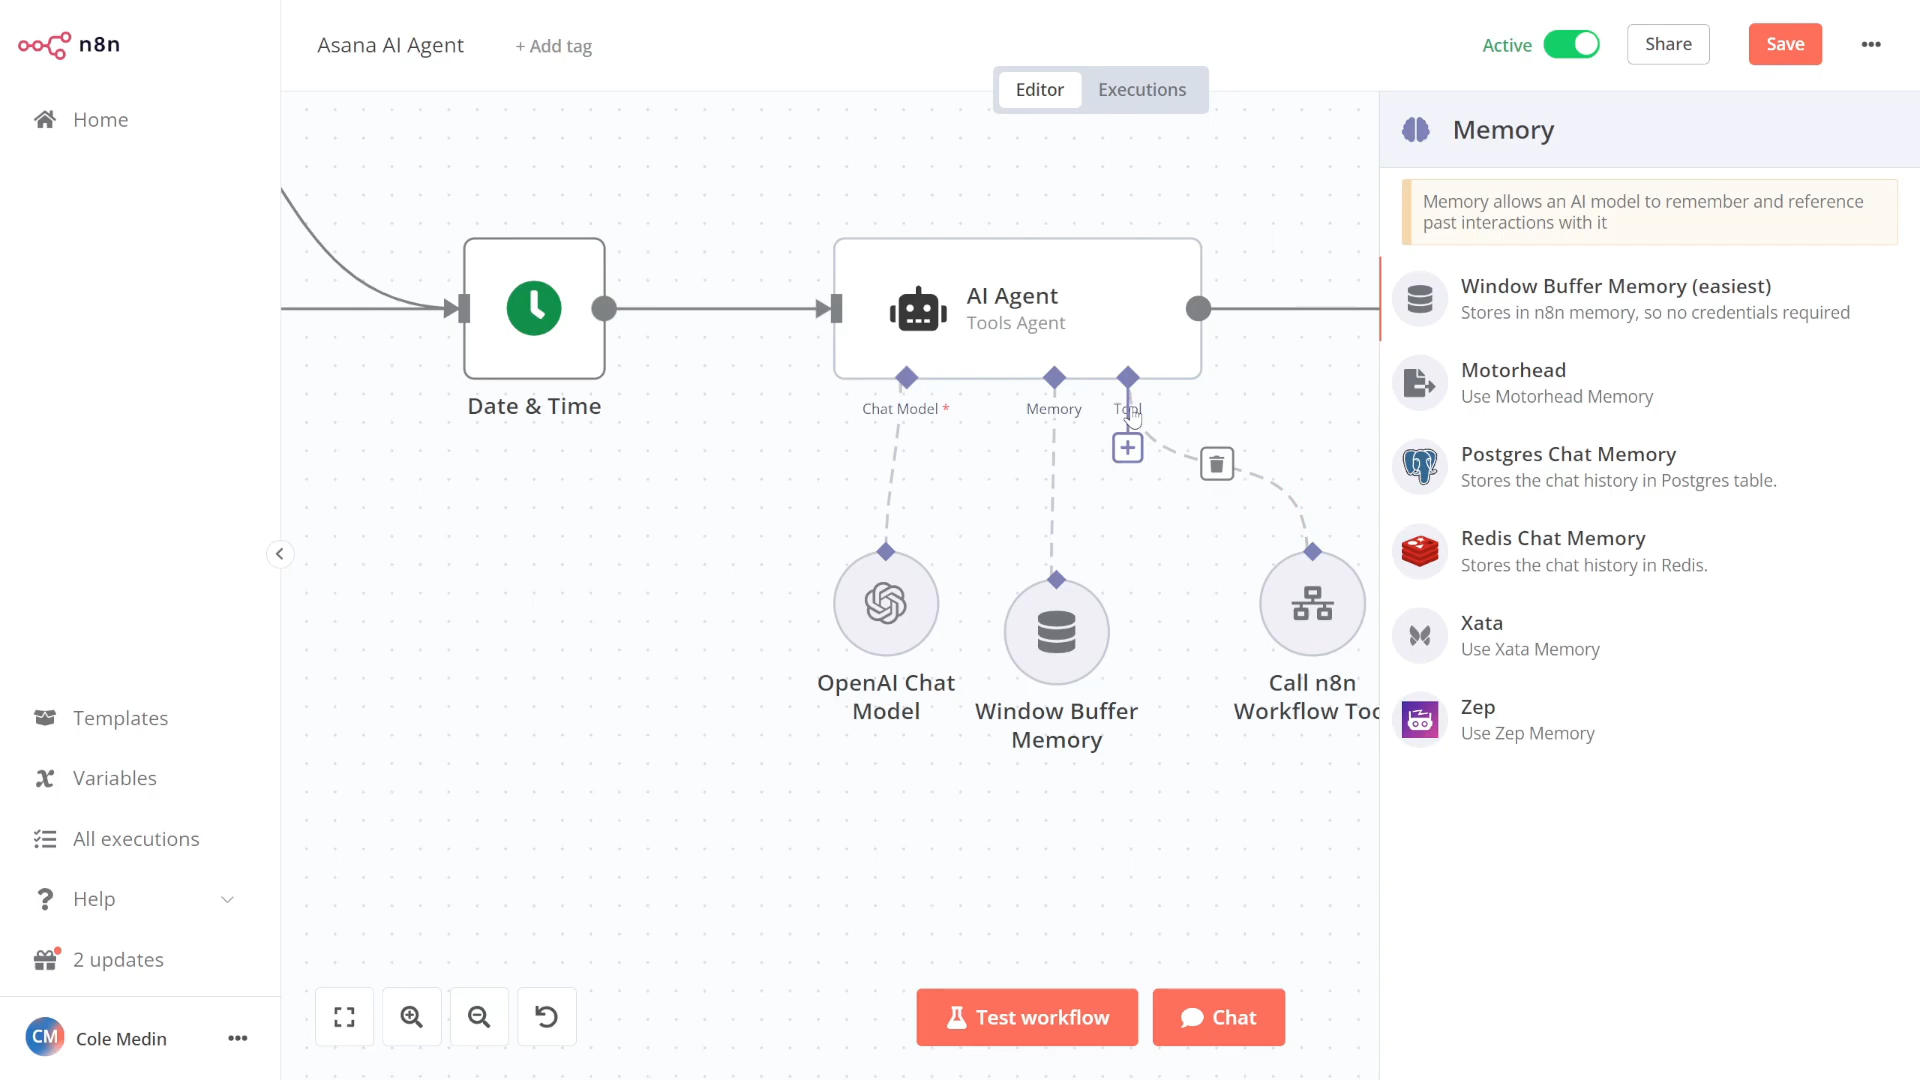 n8n
Asana AI Agent
+ Add tag
Active
Share
Save
Editor
Executions
Home
Memory
Memory allows an AI model to remember and reference
past interactions with it
Window Buffer Memory (easiest)
Stores in n8n memory, so no credentials required
Motorhead
Use Motorhead Memory
Postgres Chat Memory
Stores the chat history in Postgres table.
Redis Chat Memory
Stores the chat history in Redis.
Xata
Use Xata Memory
Zep
Use Zep Memory
AI Agent
Tools Agent
Date & Time
Chat Model *
Memory
Tool
OpenAI Chat
Model
Window Buffer
Memory
Call n8n
Workflow Too
Templates
Variables
All executions
Help
2 updates
CM
Cole Medin
Test workflow
Chat